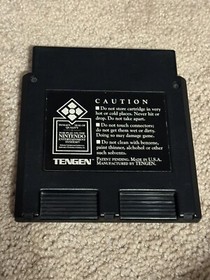 CAUTION
■ Do not store cartridge in very
hot or cold places. Never hit or
drop. Do not take apart.
■ Do not touch connectors;
do not get them wet or dirty.
Doing so may damage game.
■ Do not clean with benzene,
paint thinner, alcohol or other
such solvents.
NINTENDO
TENGEN
PATENT PENDING. MADE IN U.S.A.
MANUFACTURED BY TENGEN.